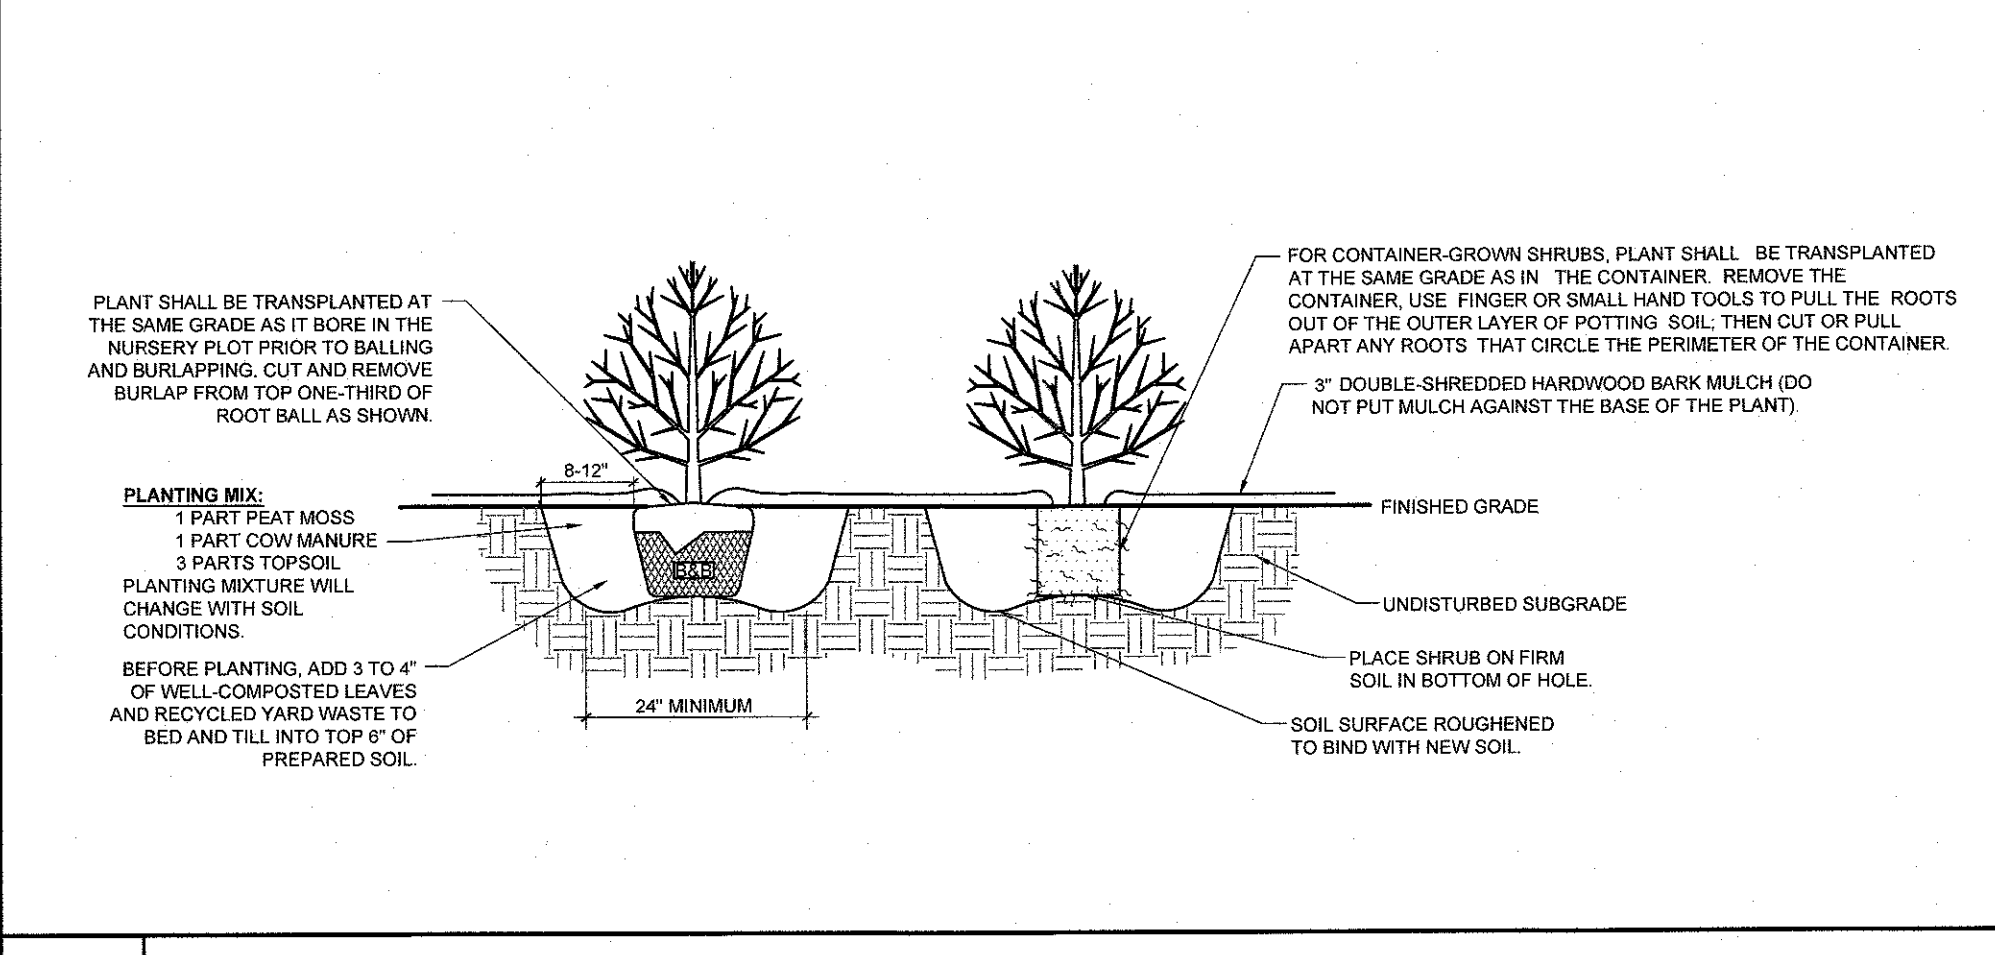 PLANT SHALL BE TRANSPLANTED AT
THE SAME GRADE AS IT BORE IN THE
NURSERY PLOT PRIOR TO BALLING
AND BURLAPPING. CUT AND REMOVE
BURLAP FROM TOP ONE-THIRD OF
ROOT BALL AS SHOWN.
8-12"
PLANTING MIX:
1 PART PEAT MOSS
1 PART COW MANURE
3 PARTS TOPSOIL
PLANTING MIXTURE WILL
CHANGE WITH SOIL
CONDITIONS.
BEFORE PLANTING, ADD 3 TO 4"
OF WELL-COMPOSTED LEAVES
AND RECYCLED YARD WASTE TO
BED AND TILL INTO TOP 6" OF
PREPARED SOIL.
B&B
24" MINIMUM
FOR CONTAINER-GROWN SHRUBS, PLANT SHALL BE TRANSPLANTED
AT THE SAME GRADE AS IN THE CONTAINER. REMOVE THE
CONTAINER, USE FINGER OR SMALL HAND TOOLS TO PULL THE ROOTS
OUT OF THE OUTER LAYER OF POTTING SOIL; THEN CUT OR PULL
APART ANY ROOTS THAT CIRCLE THE PERIMETER OF THE CONTAINER.
3" DOUBLE-SHREDDED HARDWOOD BARK MULCH (DO
NOT PUT MULCH AGAINST THE BASE OF THE PLANT).
FINISHED GRADE
UNDISTURBED SUBGRADE
PLACE SHRUB ON FIRM
SOIL IN BOTTOM OF HOLE.
SOIL SURFACE ROUGHENED
TO BIND WITH NEW SOIL.